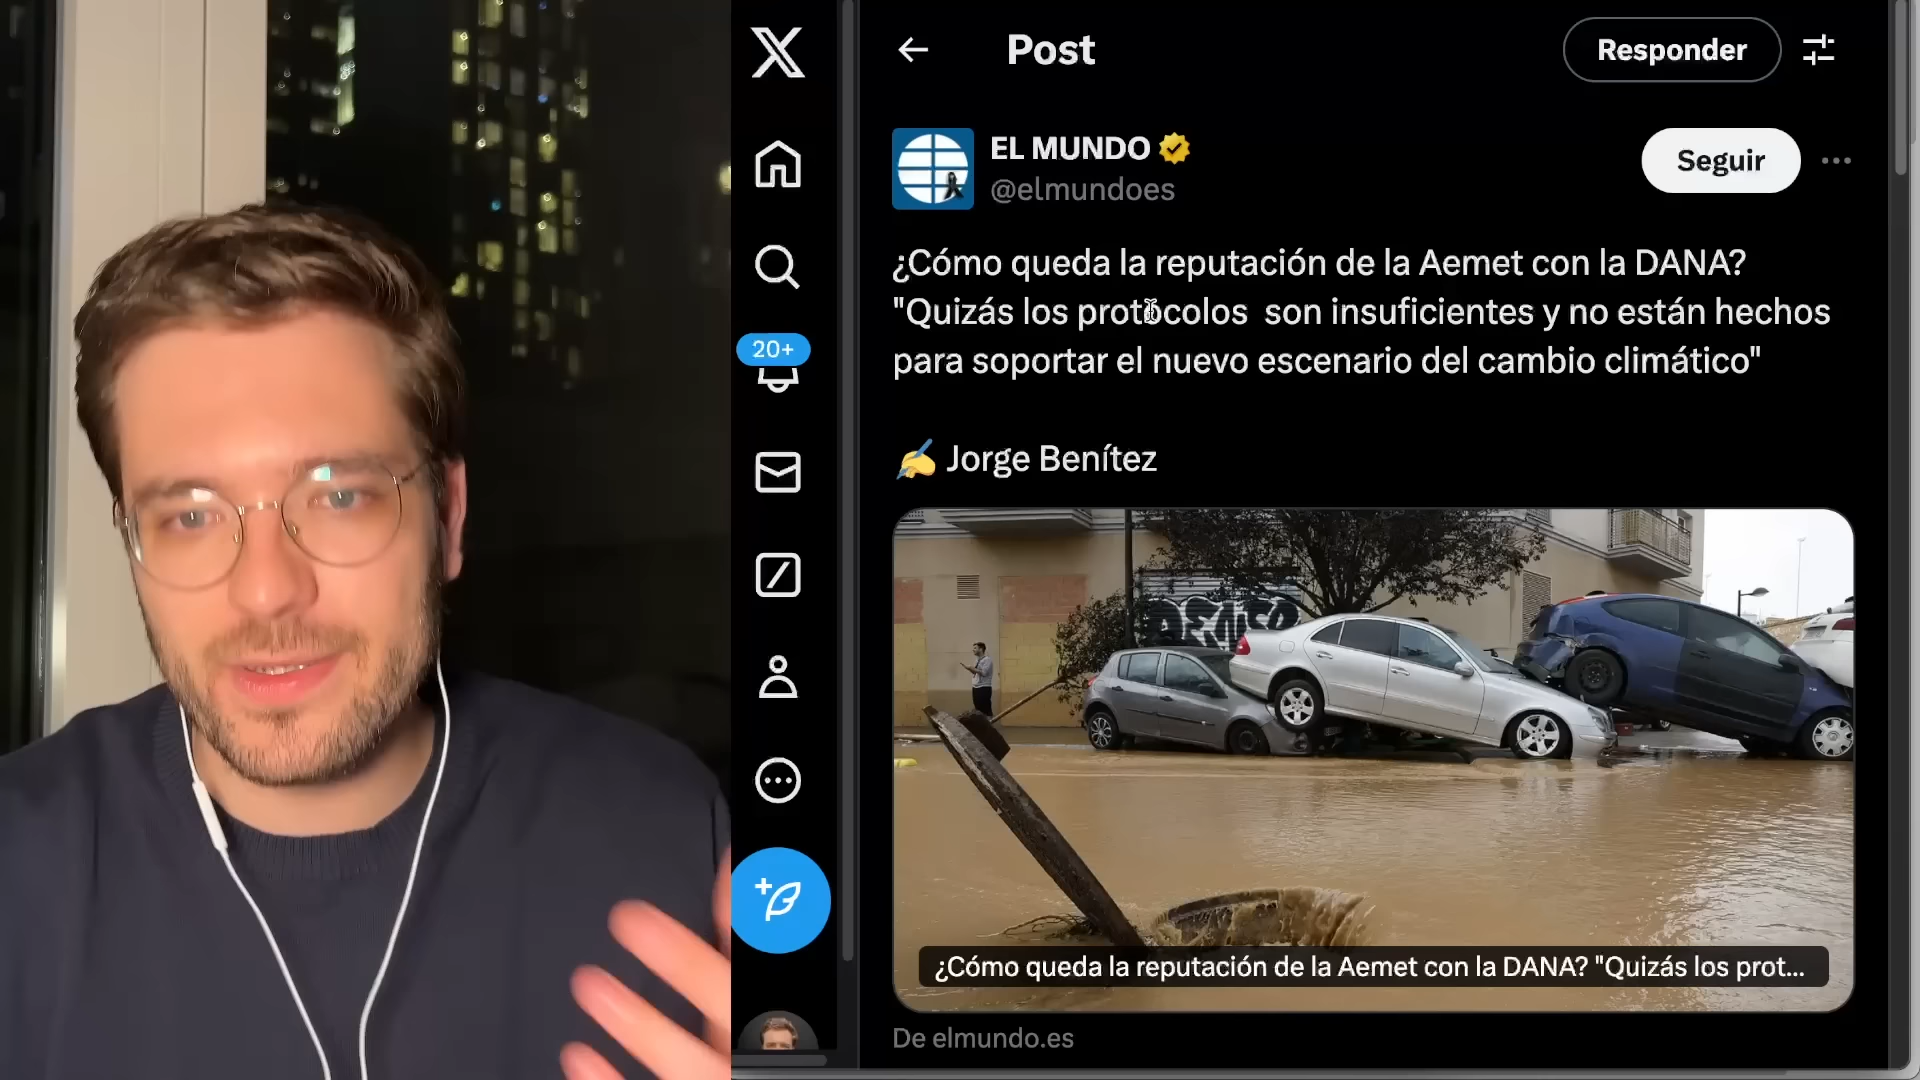 Post
Responder
EL MUNDO
@elmundoes
Seguir
¿Cómo queda la reputación de la Aemet con la DANA?
"Quizás los protocolos son insuficientes y no están hechos
para soportar el nuevo escenario del cambio climático"
20+
✍️ Jorge Benítez
¿Cómo queda la reputación de la Aemet con la DANA? "Quizás los prot...
De elmundo.es